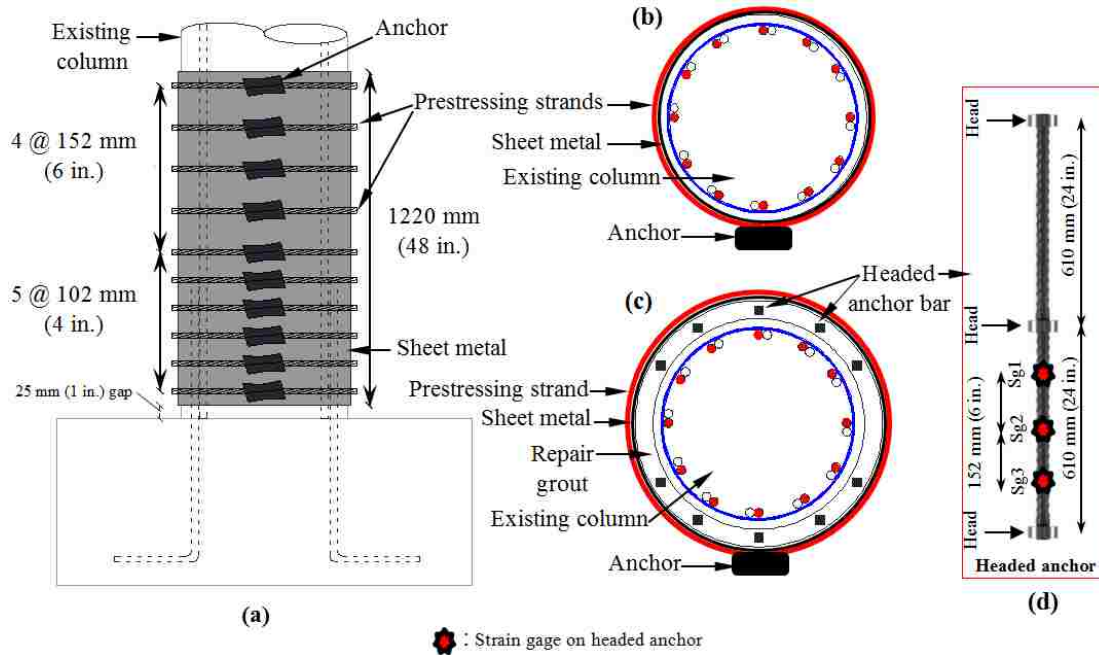 Existing
column
Anchor
4 @ 152 mm
(6 in.)
Prestressing strands
1220 mm
(48 in.)
5 @ 102 mm
(4 in.)
Sheet metal
25 mm (1 in.) gap
(a)
(b)
Sheet metal
Existing column
Anchor
(c)
Headed
anchor bar
Prestressing strand
Sheet metal
Repair
grout
Existing column
Anchor
Head
610 mm (24 in.)
Head
Sg1
Sg2
Sg3
152 mm (6 in.)
610 mm (24 in.)
Head
Headed anchor
(d)
: Strain gage on headed anchor